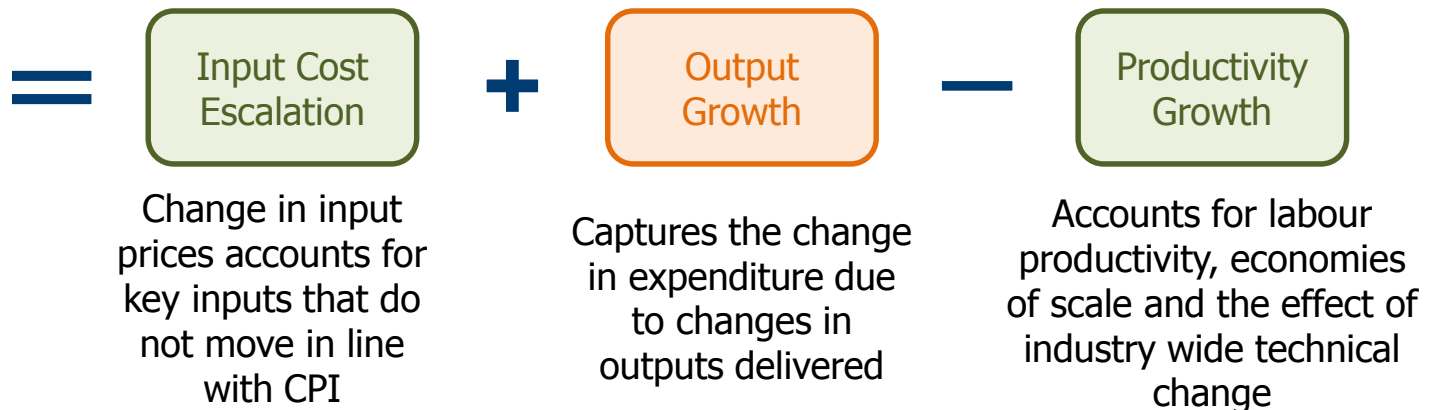 =
Input Cost
Escalation
+
Output
Growth
−
Productivity
Growth
Change in input
prices accounts for
key inputs that do
not move in line
with CPI
Captures the change
in expenditure due
to changes in
outputs delivered
Accounts for labour
productivity, economies
of scale and the effect of
industry wide technical
change